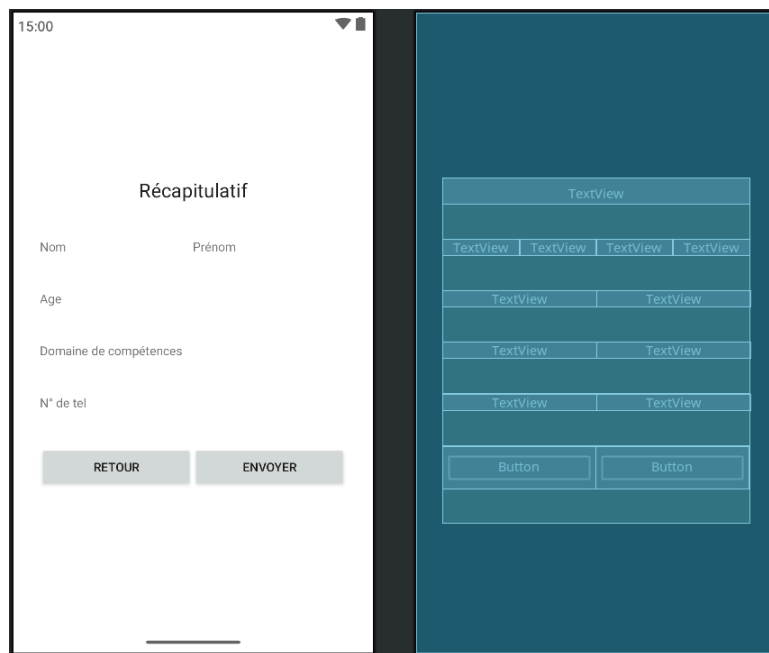 15:00
Récapitulatif
Nom Prénom
Age
Domaine de compétences
N° de tel
RETOUR ENVOYER
TextView
TextView TextView TextView TextView
TextView TextView
TextView TextView
TextView TextView
Button Button